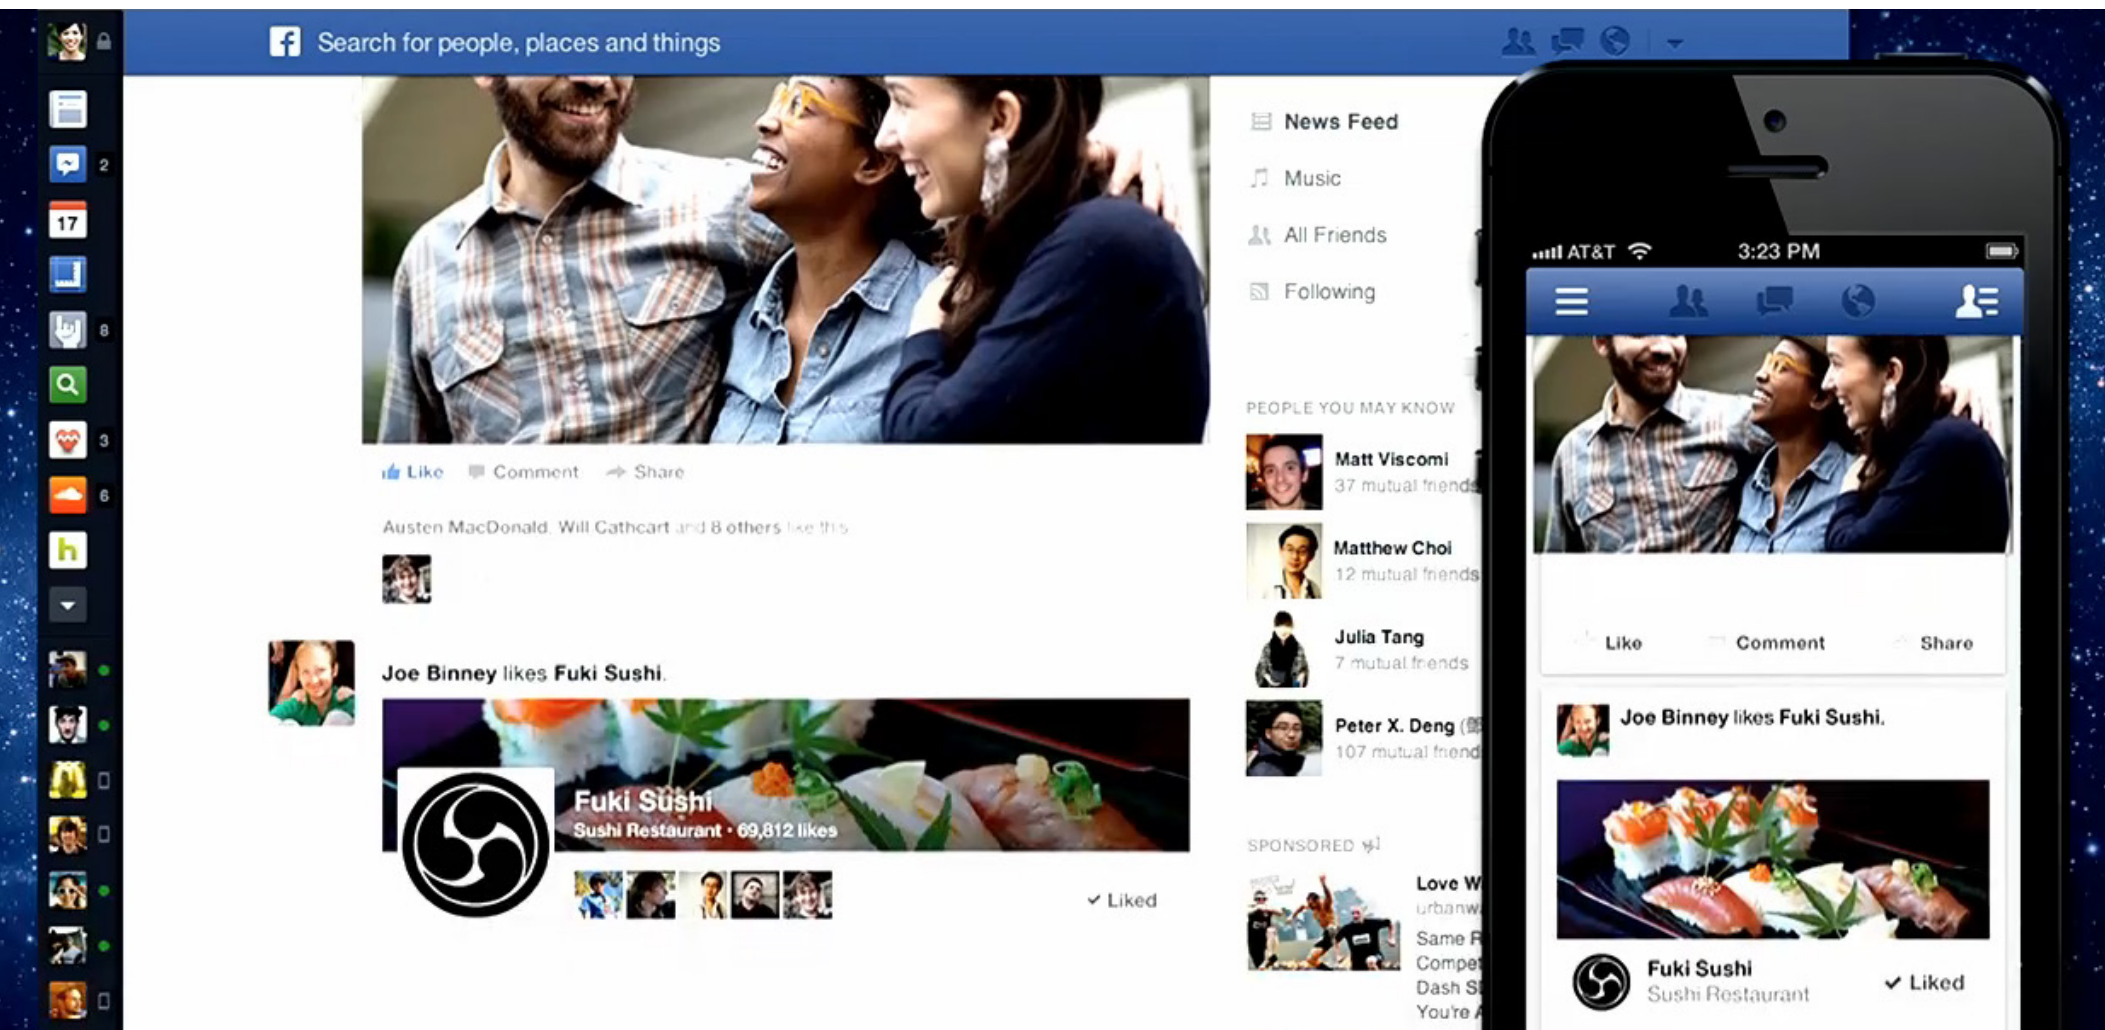 f Search for people, places and things
2
17
8
3
6
h
Like Comment Share
Austen MacDonald, Will Cathcart and 8 others like this
Joe Binney likes Fuki Sushi.
Fuki Sushi
Sushi Restaurant • 69,812 likes
✓ Liked
News Feed
Music
All Friends
Following
PEOPLE YOU MAY KNOW
Matt Viscomi
37 mutual friends
Matthew Choi
12 mutual friends
Julia Tang
7 mutual friends
Peter X. Deng
107 mutual friend
SPONSORED
Love W
urbanw
Same R
Compet
Dash Sl
You're A
AT&T 3:23 PM
Like Comment Share
Joe Binney likes Fuki Sushi.
Fuki Sushi
Sushi Restaurant
✓ Liked